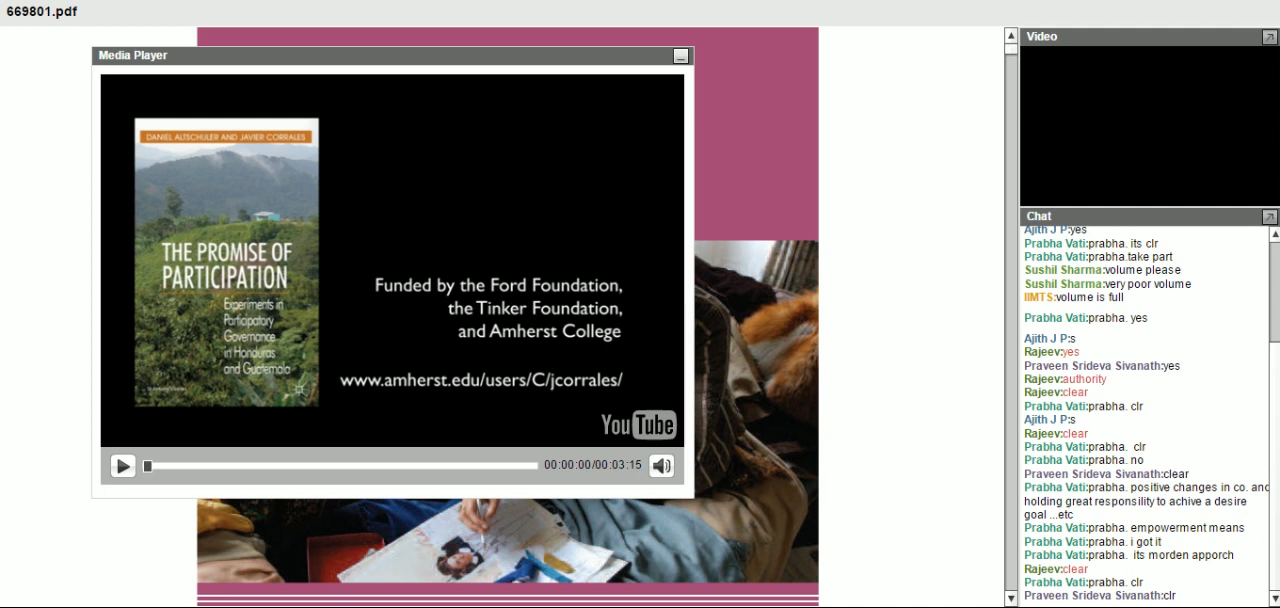 669801.pdf
Media Player
DANIEL ALTSCHULER AND JAVIER CORRALES
THE PROMISE OF
PARTICIPATION
Experiments in
Participatory
Governance
in Honduras
and Guatemala
Funded by the Ford Foundation,
the Tinker Foundation,
and Amherst College
www.amherst.edu/users/C/jcorrales/
YouTube
00:00:00/00:03:15
Video
Chat
Ajith J P:yes
Prabha Vati:prabha. its clr
Prabha Vati:prabha.take part
Sushil Sharma:volume please
Sushil Sharma:very poor volume
IIMTS:volume is full
Prabha Vati:prabha. yes
Ajith J P:s
Rajeev:yes
Praveen Srideva Sivanath:yes
Rajeev:authority
Rajeev:clear
Prabha Vati:prabha. clr
Ajith J P:s
Rajeev:clear
Prabha Vati:prabha. clr
Prabha Vati:prabha. no
Praveen Srideva Sivanath:clear
Prabha Vati:prabha. positive changes in co. and
holding great responsility to achive a desire
goal ...etc
Prabha Vati:prabha. empowerment means
Prabha Vati:prabha. i got it
Prabha Vati:prabha. its morden apporch
Rajeev:clear
Prabha Vati:prabha. clr
Praveen Srideva Sivanath:clr